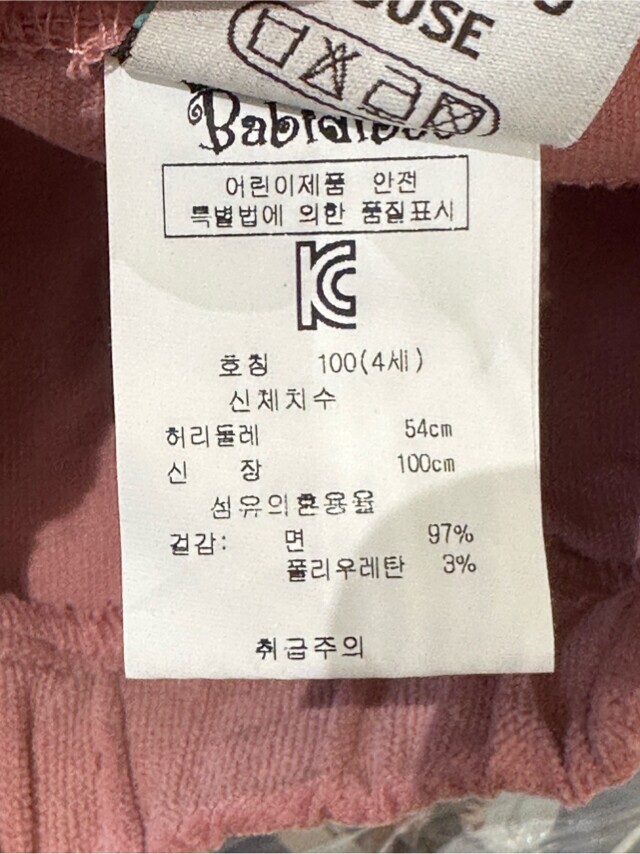 어린이제품 안전
특별법에 의한 품질표시
KC
호칭 100(4세)
신체치수
허리둘레 54cm
신 장 100cm
섬유의혼용율
겉감: 면 97%
폴리우레탄 3%
취급주의